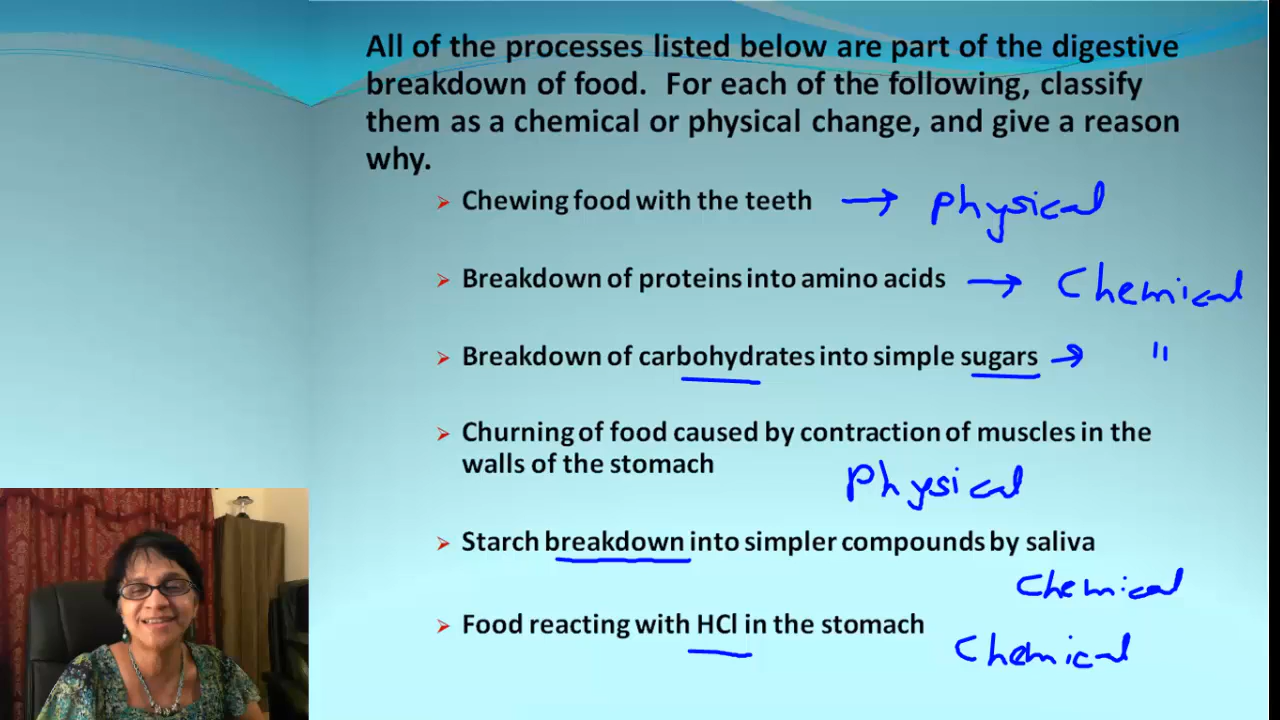 All of the processes listed below are part of the digestive
breakdown of food. For each of the following, classify
them as a chemical or physical change, and give a reason
why.
Chewing food with the teeth → physical
Breakdown of proteins into amino acids → Chemical
Breakdown of carbohydrates into simple sugars → "
Churning of food caused by contraction of muscles in the
walls of the stomach
Physical
Starch breakdown into simpler compounds by saliva
Chemical
Food reacting with HCl in the stomach
Chemical